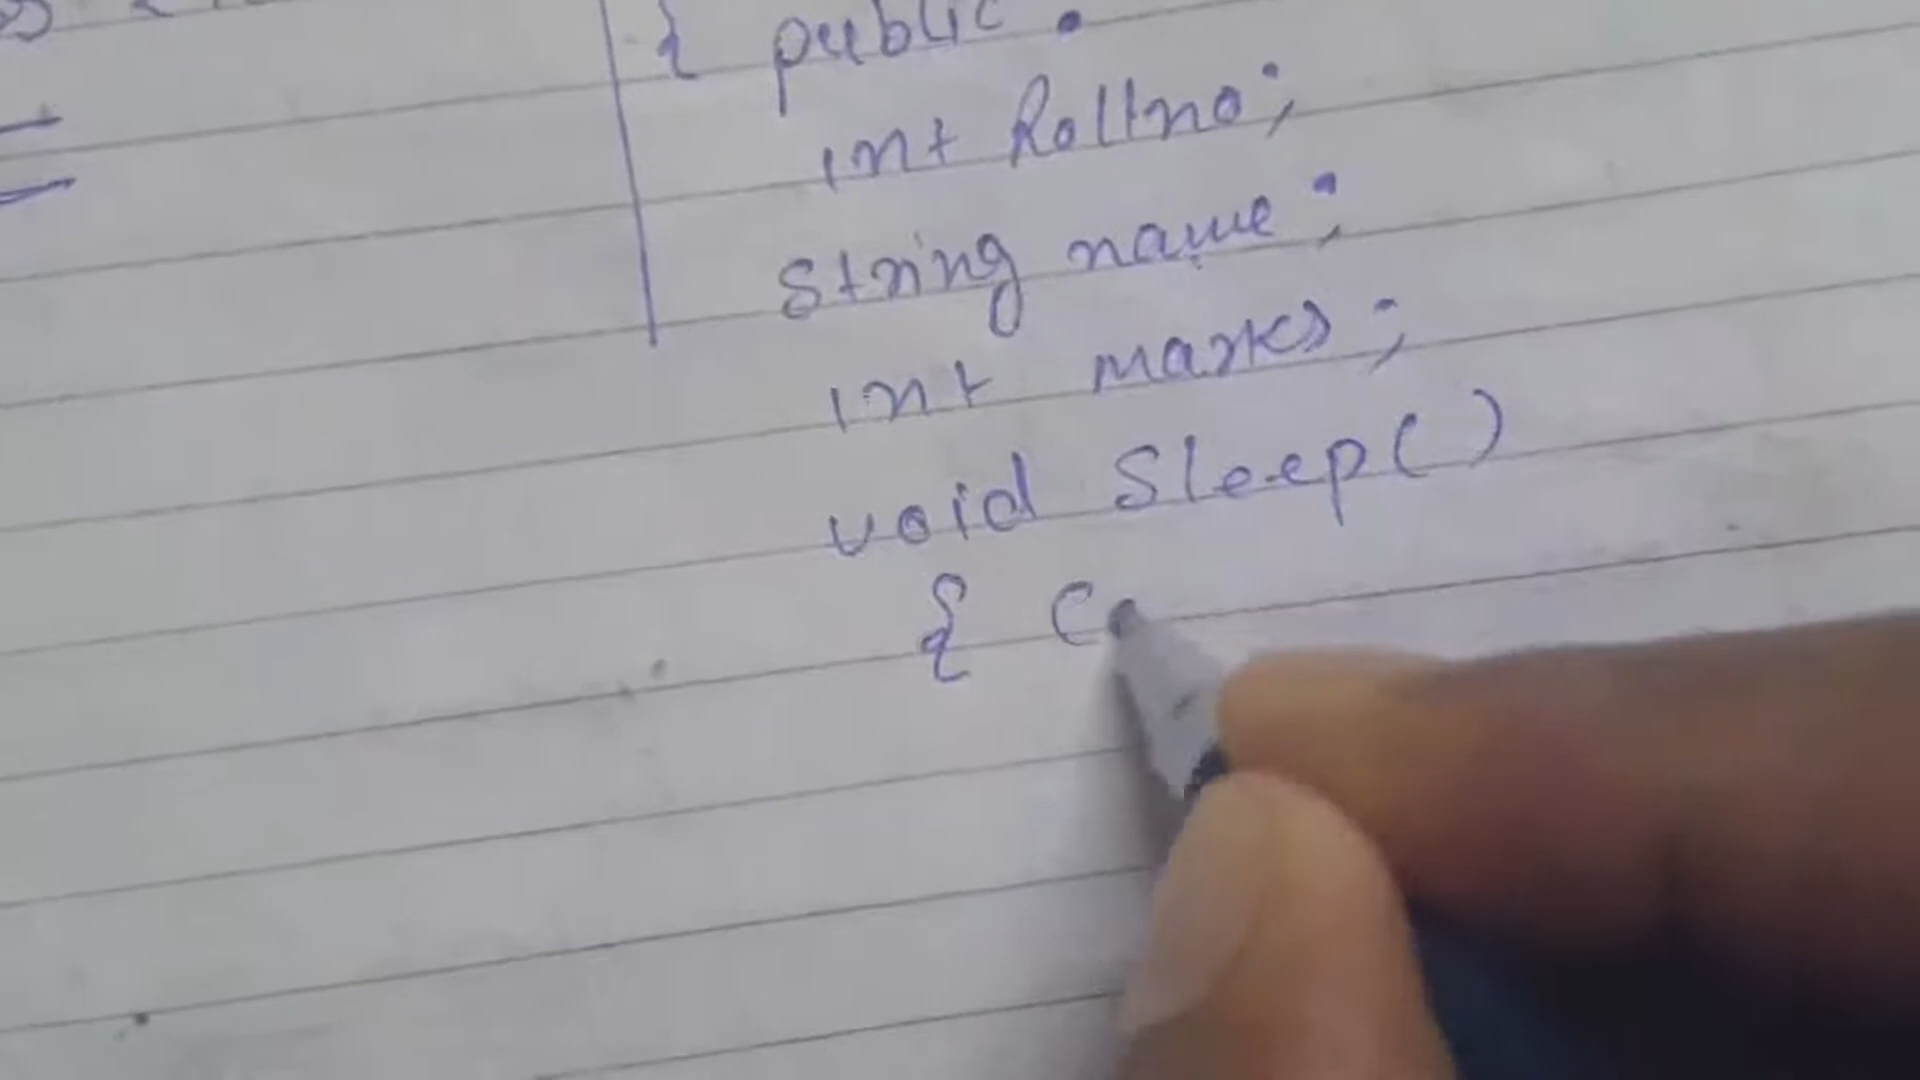 { public :
int Rollno;
string name;
int marks;
void Sleep()
{ C